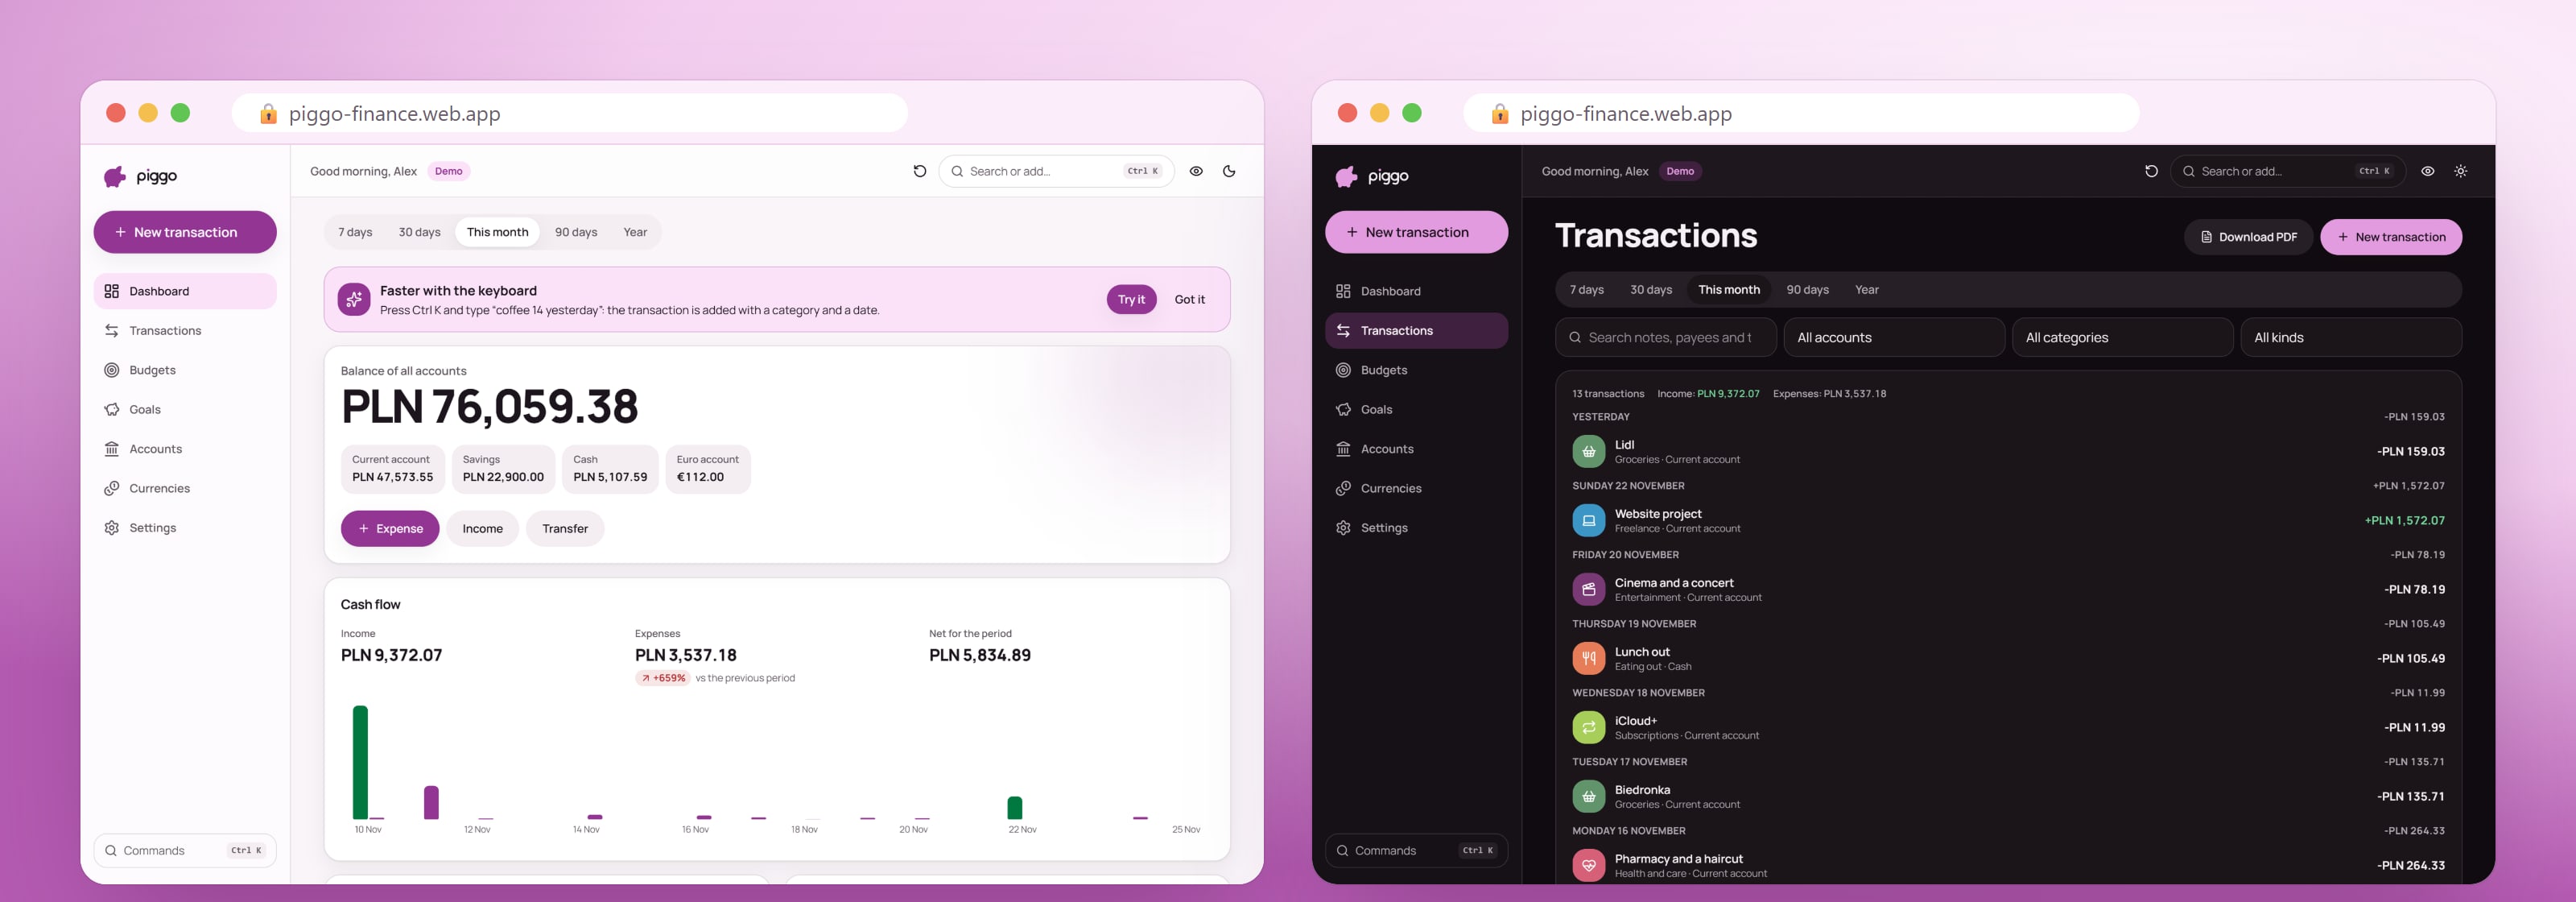 piggo-finance.web.app
piggo
Good morning, Alex Demo
Search or add... Ctrl K
+ New transaction
7 days 30 days This month 90 days Year
Dashboard
Transactions
Budgets
Goals
Accounts
Currencies
Settings
Commands Ctrl K
Faster with the keyboard
Press Ctrl K and type “coffee 14 yesterday”: the transaction is added with a category and a date.
Try it Got it
Balance of all accounts
PLN 76,059.38
Current account Savings Cash Euro account
PLN 47,573.55 PLN 22,900.00 PLN 5,107.59 €112.00
+ Expense Income Transfer
Cash flow
Income Expenses Net for the period
PLN 9,372.07 PLN 3,537.18 PLN 5,834.89
+659% vs the previous period
10 Nov 12 Nov 14 Nov 16 Nov 18 Nov 20 Nov 22 Nov 25 Nov
piggo-finance.web.app
piggo
Good morning, Alex Demo
Search or add... Ctrl K
+ New transaction
Dashboard
Transactions
Budgets
Goals
Accounts
Currencies
Settings
Commands Ctrl K
Transactions
Download PDF + New transaction
7 days 30 days This month 90 days Year
Search notes, payees and t All accounts All categories All kinds
13 transactions Income: PLN 9,372.07 Expenses: PLN 3,537.18
YESTERDAY -PLN 159.03
Lidl -PLN 159.03
Groceries · Current account
SUNDAY 22 NOVEMBER +PLN 1,572.07
Website project +PLN 1,572.07
Freelance · Current account
FRIDAY 20 NOVEMBER -PLN 78.19
Cinema and a concert -PLN 78.19
Entertainment · Current account
THURSDAY 19 NOVEMBER -PLN 105.49
Lunch out -PLN 105.49
Eating out · Cash
WEDNESDAY 18 NOVEMBER -PLN 11.99
iCloud+ -PLN 11.99
Subscriptions · Current account
TUESDAY 17 NOVEMBER -PLN 135.71
Biedronka -PLN 135.71
Groceries · Current account
MONDAY 16 NOVEMBER -PLN 264.33
Pharmacy and a haircut -PLN 264.33
Health and care · Current account